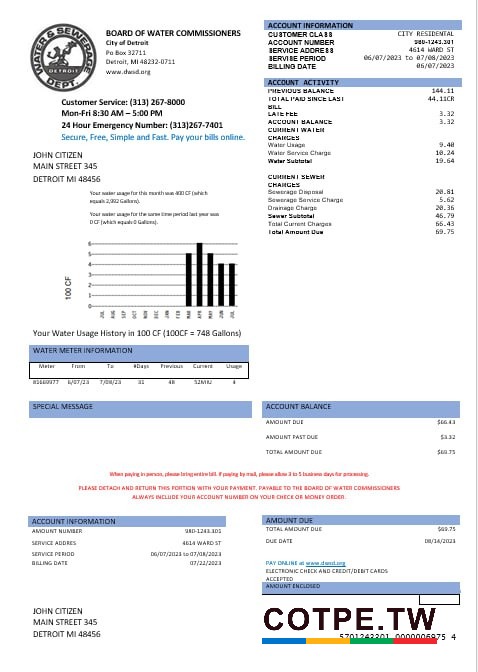 WATER & SEWERAGE
DETROIT
DEPT.
BOARD OF WATER COMMISSIONERS
City of Detroit
Po Box 32711
Detroit, MI 48232-0711
www.dwsd.org
Customer Service: (313) 267-8000
Mon-Fri 8:30 AM – 5:00 PM
24 Hour Emergency Number: (313)267-7401
Secure, Free, Simple and Fast. Pay your bills online.
JOHN CITIZEN
MAIN STREET 345
DETROIT MI 48456
ACCOUNT INFORMATION
CUSTOMER CLASS CITY RESIDENTAL
ACCOUNT NUMBER 980-1243.301
SERVICE ADDRESS 4614 WARD ST
SERVISE PERIOD 06/07/2023 to 07/08/2023
BILLING DATE 06/07/2023
ACCOUNT ACTIVITY
PREVIOUS BALANCE 144.11
TOTAL PAID SINCE LAST 44.11CR
BILL
LATE FEE 3.32
ACCOUNT BALANCE 3.32
CURRENT WATER
CHARGES
Water Usage 9.40
Water Service Charge 10.24
Water Subtotal 19.64
CURRENT SEWER
CHARGES
Sewerage Disposal 20.81
Sewerage Service Charge 5.62
Drainage Charge 20.36
Sewer Subtotal 46.79
Total Current Charges 66.43
Total Amount Due 69.75
Your water usage for this month was 400 CF (which
equals 2,992 Gallons).
Your water usage for the same time period last year was
0 CF (which equals 0 Gallons).
100 CF
6
5
4
3
2
1
0
JUL AUG SEP OCT NOV DEC JAN FEB MAR APR MAY JUN JUL
Your Water Usage History in 100 CF (100CF = 748 Gallons)
WATER METER INFORMATION
Meter From To #Days Previous Current Usage
81669977 6/07/23 7/08/23 31 48 52MIU 4
SPECIAL MESSAGE
ACCOUNT BALANCE
AMOUNT DUE $66.43
AMOUNT PAST DUE $3.32
TOTAL AMOUNT DUE $69.75
When paying in person, please bring entire bill. If paying by mail, please allow 3 to 5 business days for processing.
PLEASE DETACH AND RETURN THIS PORTION WITH YOUR PAYMENT. PAYABLE TO THE BOARD OF WATER COMMISSIONERS
ALWAYS INCLUDE YOUR ACCOUNT NUMBER ON YOUR CHECK OR MONEY ORDER.
ACCOUNT INFORMATION
AMOUNT NUMBER 980-1243.301
SERVICE ADDRES 4614 WARD ST
SERVICE PERIOD 06/07/2023 to 07/08/2023
BILLING DATE 07/22/2023
AMOUNT DUE
TOTAL AMOUNT DUE $69.75
DUE DATE 08/14/2023
PAY ONLINE at www.dwsd.org
ELECTRONIC CHECK AND CREDIT/DEBIT CARDS
ACCEPTED
AMOUNT ENCLOSED
JOHN CITIZEN
MAIN STREET 345
DETROIT MI 48456
COTPE.TW
5701243301 0000006975 4